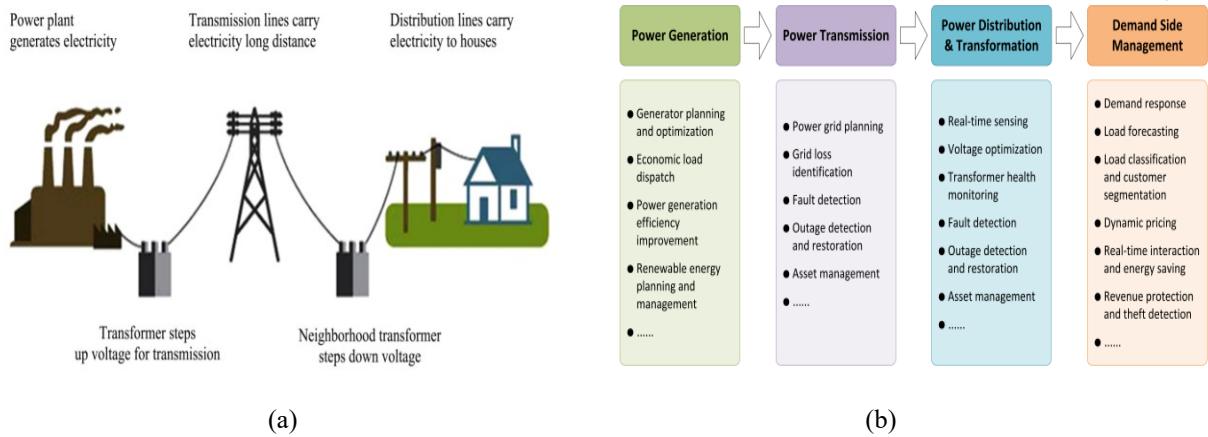 Power plant
generates electricity
Transmission lines carry
electricity long distance
Distribution lines carry
electricity to houses
Transformer steps
up voltage for transmission
Neighborhood transformer
steps down voltage
(a)
Power Generation
Power Transmission
Power Distribution
& Transformation
Demand Side
Management
● Generator planning
and optimization
● Economic load
dispatch
● Power generation
efficiency
improvement
● Renewable energy
planning and
management
● ......
● Power grid planning
● Grid loss
identification
● Fault detection
● Outage detection
and restoration
● Asset management
● ......
● Real-time sensing
● Voltage optimization
● Transformer health
monitoring
● Fault detection
● Outage detection
and restoration
● Asset management
● ......
● Demand response
● Load forecasting
● Load classification
and customer
segmentation
● Dynamic pricing
● Real-time interaction
and energy saving
● Revenue protection
and theft detection
● ......
(b)